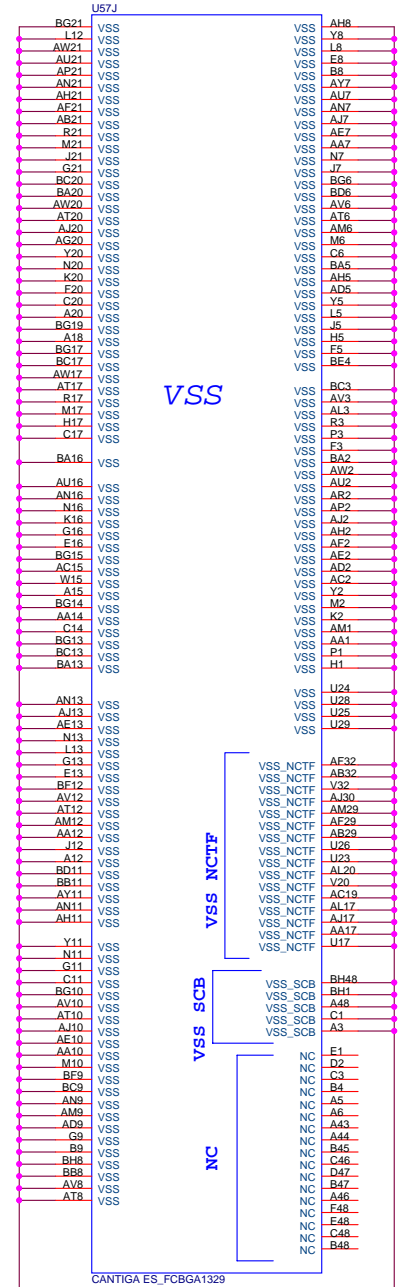 U57J
BG21 VSS
L12 VSS
AW21 VSS
AU21 VSS
AP21 VSS
AN21 VSS
AH21 VSS
AF21 VSS
AB21 VSS
R21 VSS
M21 VSS
J21 VSS
G21 VSS
BC20 VSS
BA20 VSS
AW20 VSS
AT20 VSS
AJ20 VSS
AG20 VSS
Y20 VSS
N20 VSS
K20 VSS
F20 VSS
C20 VSS
A20 VSS
BG19 VSS
A18 VSS
BG17 VSS
BC17 VSS
AW17 VSS
AT17 VSS
R17 VSS
M17 VSS
H17 VSS
C17 VSS
BA16 VSS
AU16 VSS
AN16 VSS
N16 VSS
K16 VSS
G16 VSS
E16 VSS
BG15 VSS
AC15 VSS
W15 VSS
A15 VSS
BG14 VSS
AA14 VSS
C14 VSS
BG13 VSS
BC13 VSS
BA13 VSS
AN13 VSS
AJ13 VSS
AE13 VSS
N13 VSS
L13 VSS
G13 VSS
E13 VSS
BF12 VSS
AV12 VSS
AT12 VSS
AM12 VSS
AA12 VSS
J12 VSS
A12 VSS
BD11 VSS
BB11 VSS
AY11 VSS
AN11 VSS
AH11 VSS
Y11 VSS
N11 VSS
G11 VSS
C11 VSS
BG10 VSS
AV10 VSS
AT10 VSS
AJ10 VSS
AE10 VSS
AA10 VSS
M10 VSS
BF9 VSS
BC9 VSS
AN9 VSS
AM9 VSS
AD9 VSS
G9 VSS
B9 VSS
BH8 VSS
BB8 VSS
AV8 VSS
AT8 VSS
VSS
VSS NCTF
VSS SCB
NC
VSS AH8
VSS Y8
VSS L8
VSS E8
VSS B8
VSS AY7
VSS AU7
VSS AN7
VSS AJ7
VSS AE7
VSS AA7
VSS N7
VSS J7
VSS BG6
VSS BD6
VSS AV6
VSS AT6
VSS AM6
VSS M6
VSS C6
VSS BA5
VSS AH5
VSS AD5
VSS Y5
VSS L5
VSS J5
VSS H5
VSS F5
VSS BE4
VSS BC3
VSS AV3
VSS AL3
VSS R3
VSS P3
VSS F3
VSS BA2
VSS AW2
VSS AU2
VSS AR2
VSS AP2
VSS AJ2
VSS AH2
VSS AF2
VSS AE2
VSS AD2
VSS AC2
VSS Y2
VSS M2
VSS K2
VSS AM1
VSS AA1
VSS P1
VSS H1
VSS U24
VSS U28
VSS U25
VSS U29
VSS_NCTF AF32
VSS_NCTF AB32
VSS_NCTF V32
VSS_NCTF AJ30
VSS_NCTF AM29
VSS_NCTF AF29
VSS_NCTF AB29
VSS_NCTF U26
VSS_NCTF U23
VSS_NCTF AL20
VSS_NCTF V20
VSS_NCTF AC19
VSS_NCTF AL17
VSS_NCTF AJ17
VSS_NCTF AA17
VSS_NCTF U17
VSS_SCB BH48
VSS_SCB BH1
VSS_SCB A48
VSS_SCB C1
VSS_SCB A3
NC E1
NC D2
NC C3
NC B4
NC A5
NC A6
NC A43
NC A44
NC B45
NC C46
NC D47
NC B47
NC A46
NC F48
NC E48
NC C48
NC B48
CANTIGA ES_FCBGA1329